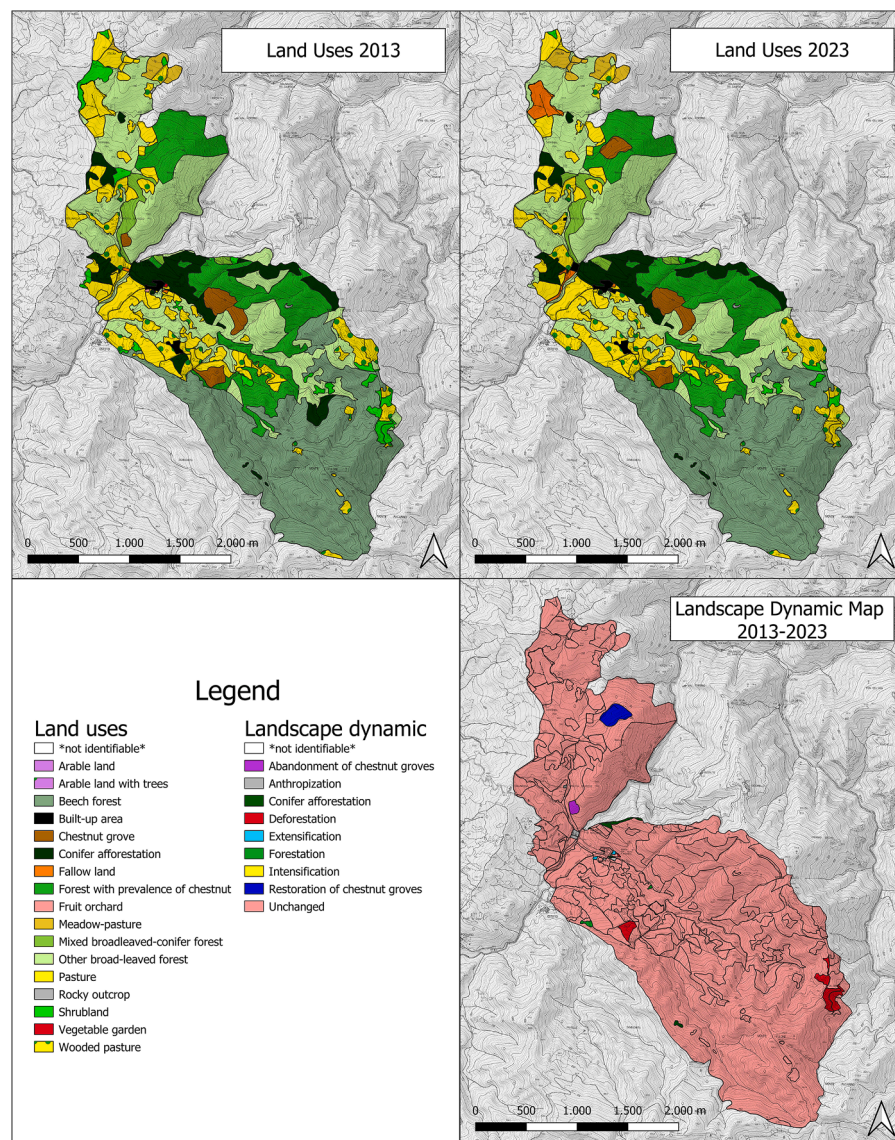 Land Uses 2013
Land Uses 2023
0 500 1.000 1.500 2.000 m
0 500 1.000 1.500 2.000 m
Landscape Dynamic Map
2013-2023
Legend
Land uses
*not identifiable*
Arable land
Arable land with trees
Beech forest
Built-up area
Chestnut grove
Conifer afforestation
Fallow land
Forest with prevalence of chestnut
Fruit orchard
Meadow-pasture
Mixed broadleaved-conifer forest
Other broad-leaved forest
Pasture
Rocky outcrop
Shrubland
Vegetable garden
Wooded pasture
Landscape dynamic
*not identifiable*
Abandonment of chestnut groves
Anthropization
Conifer afforestation
Deforestation
Extensification
Forestation
Intensification
Restoration of chestnut groves
Unchanged
0 500 1.000 1.500 2.000 m